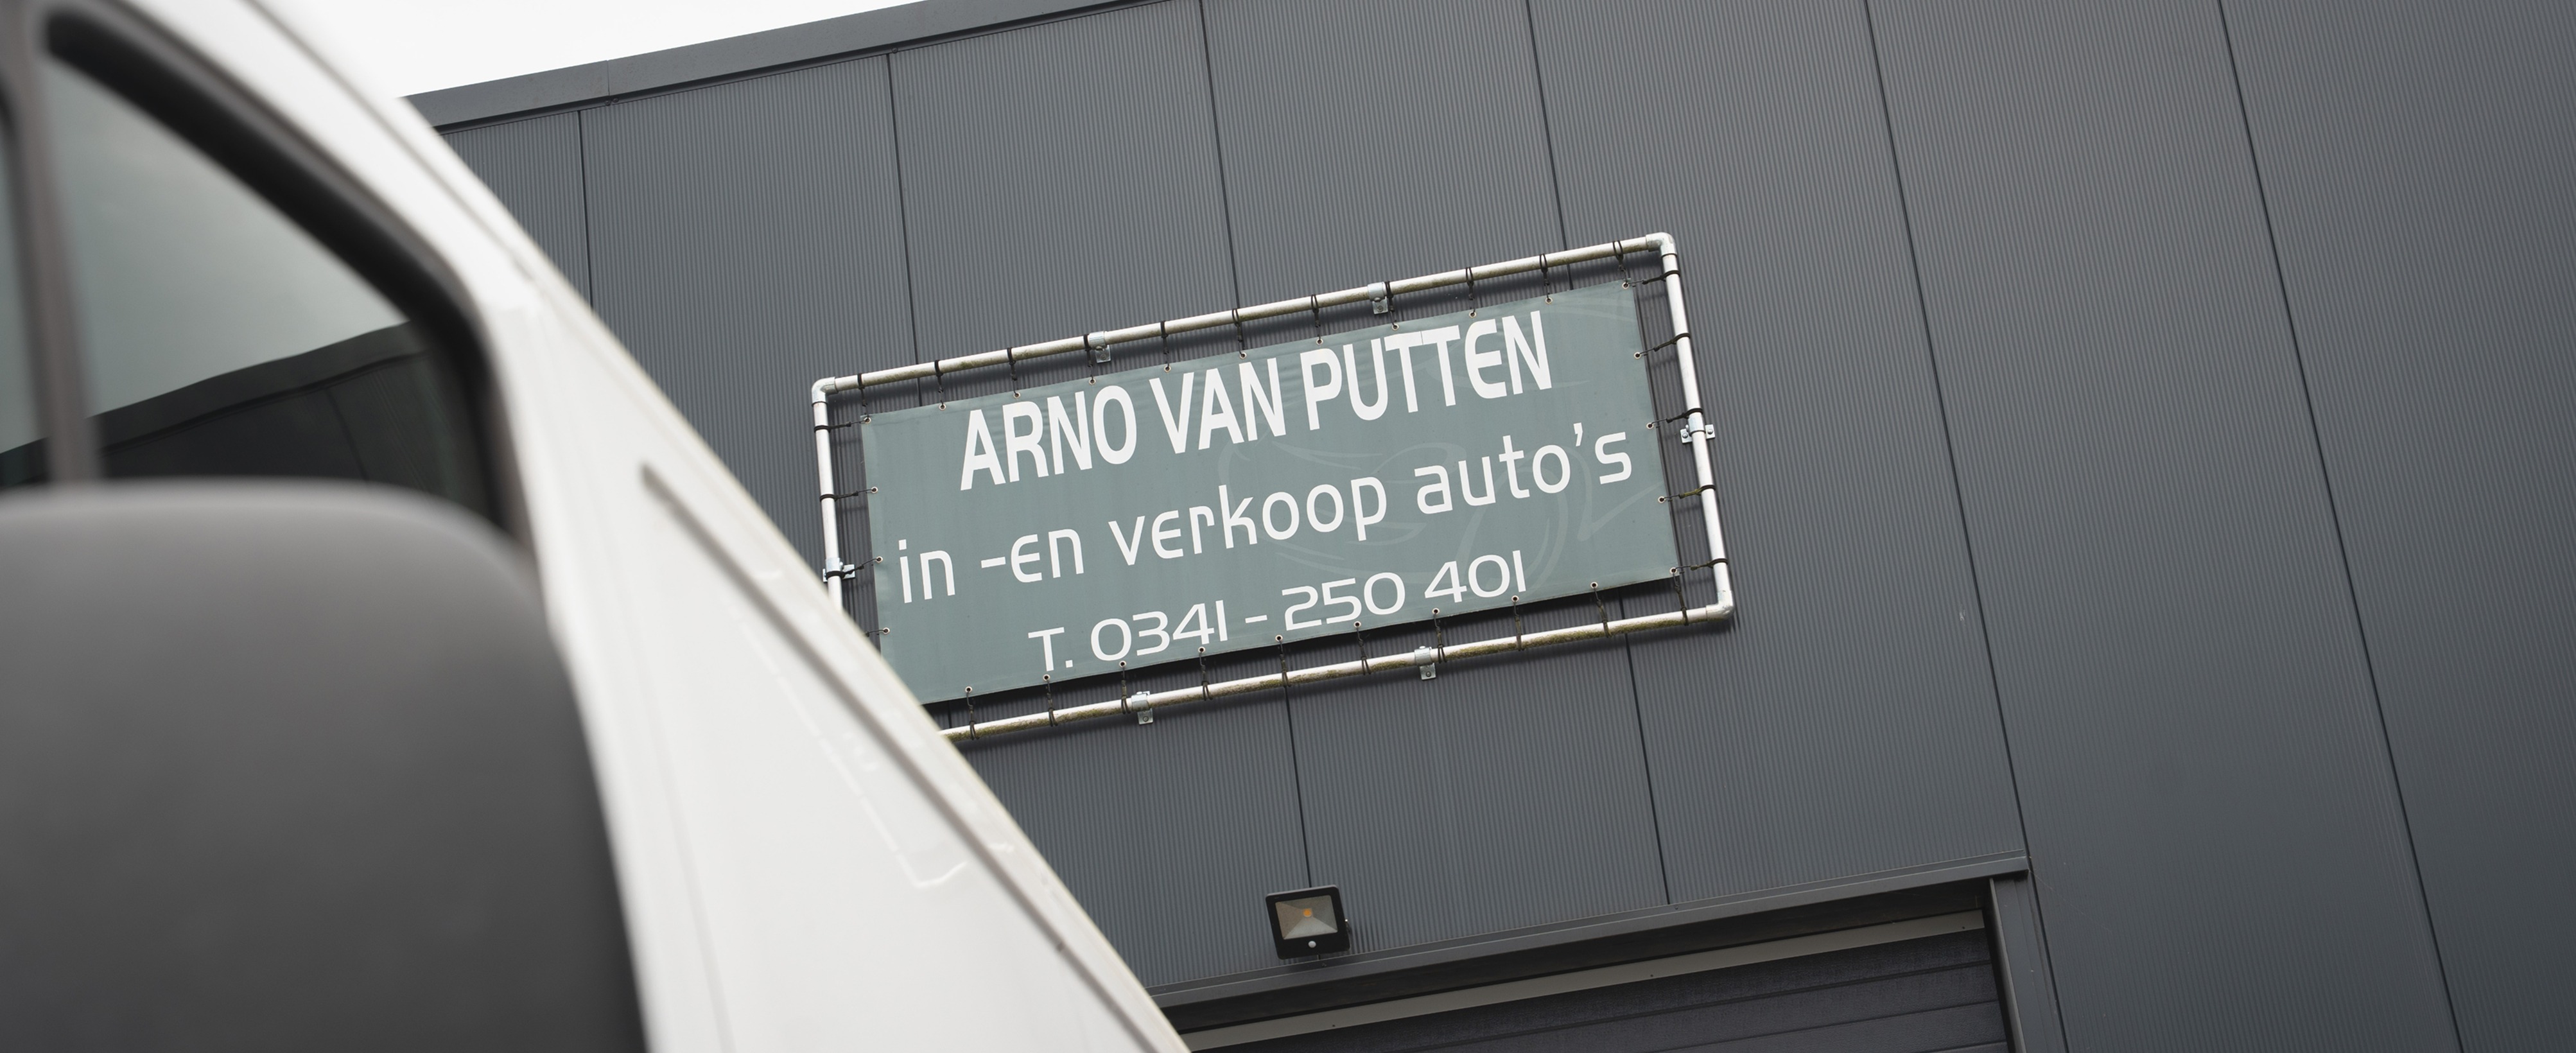 ARNO VAN PUTTEN
in -en verkoop auto's
T. 0341 - 250 401